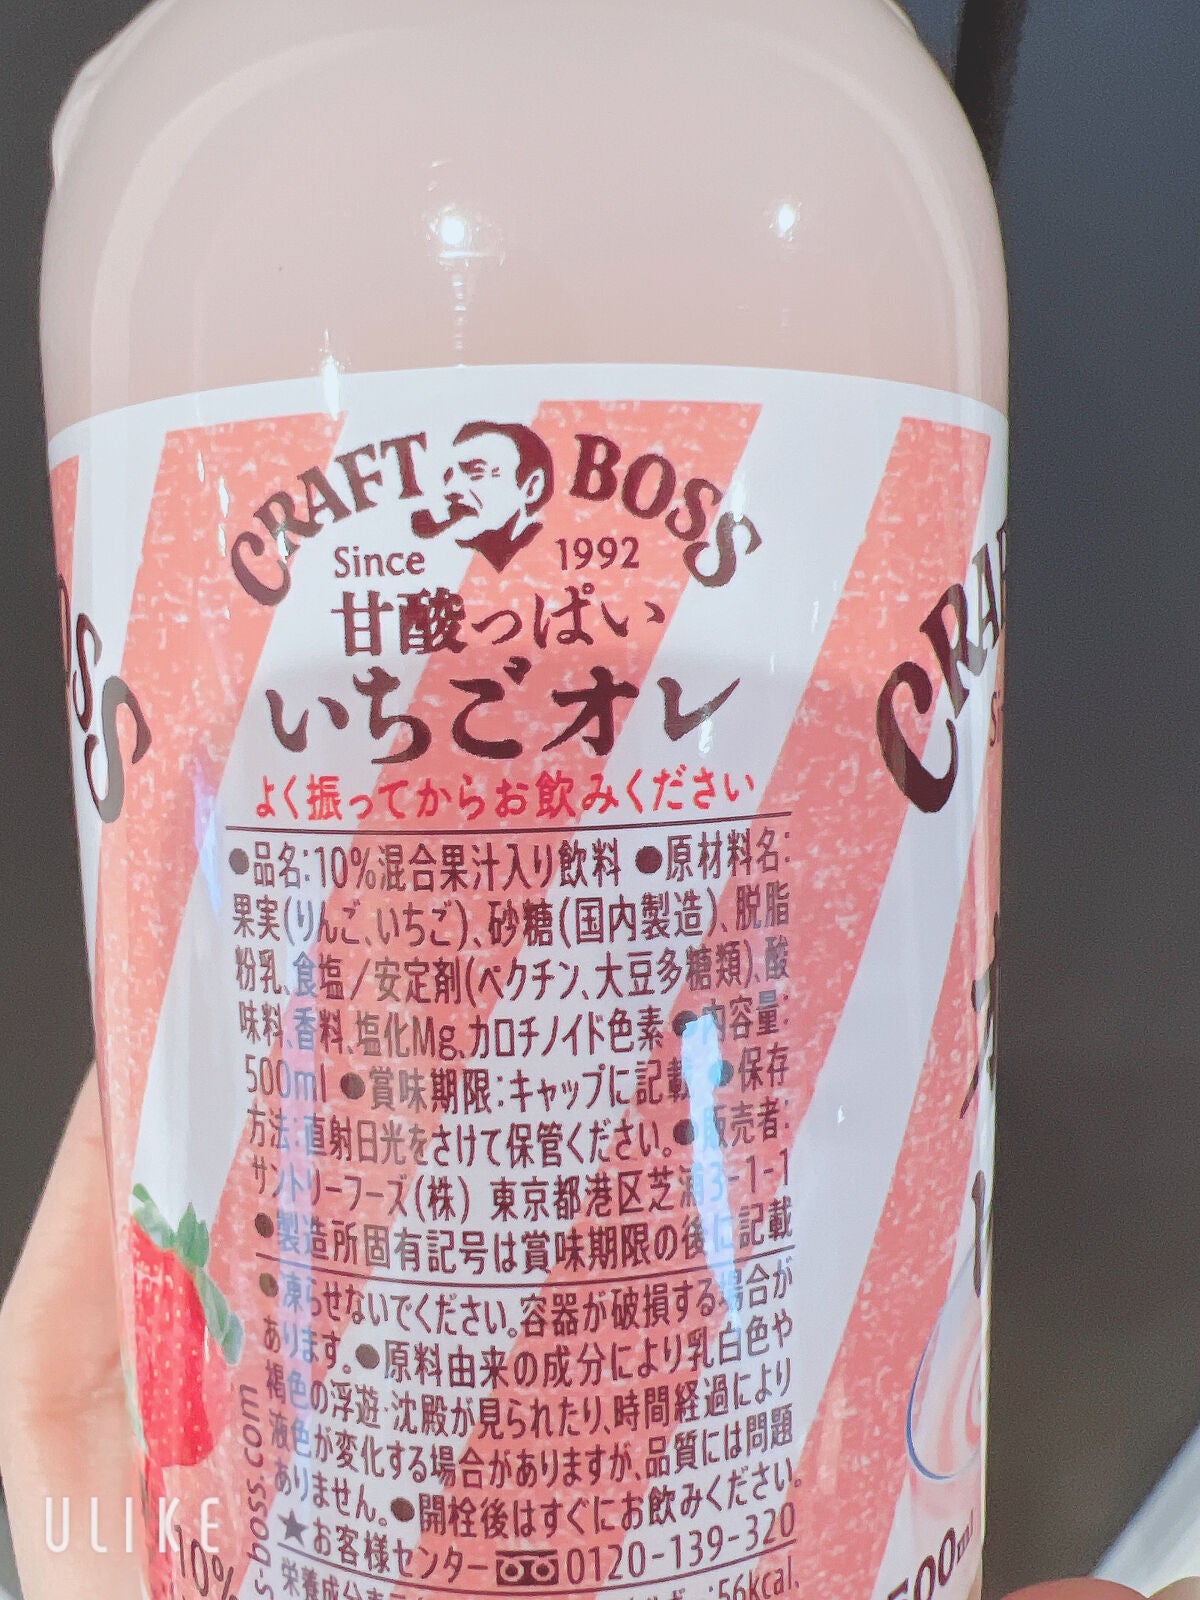 CRAFT BOSS
Since 1992
甘酸っぱい
いちごオレ
よく振ってからお飲みください
●品名:10%混合果汁入り飲料 ●原材料名:
果実(りんご、いちご)、砂糖(国内製造)、脱脂
粉乳、食塩/安定剤(ペクチン、大豆多糖類)、酸
味料、香料、塩化Mg、カロチノイド色素 ●内容量:
500ml ●賞味期限:キャップに記載 ●保存
方法:直射日光をさけて保管ください。●販売者:
サントリーフーズ(株) 東京都港区芝浦3-1-1
●製造所固有記号は賞味期限の後に記載
●凍らせないでください。容器が破損する場合が
あります。●原料由来の成分により乳白色や
褐色の浮遊・沈殿が見られたり、時間経過により
液色が変化する場合がありますが、品質には問題
ありません。●開栓後はすぐにお飲みください。
★お客様センター 0120-139-320
栄養成分表
:56kcal、
s-boss.com
10%
OSS
CRAF
500ml
ULIKE